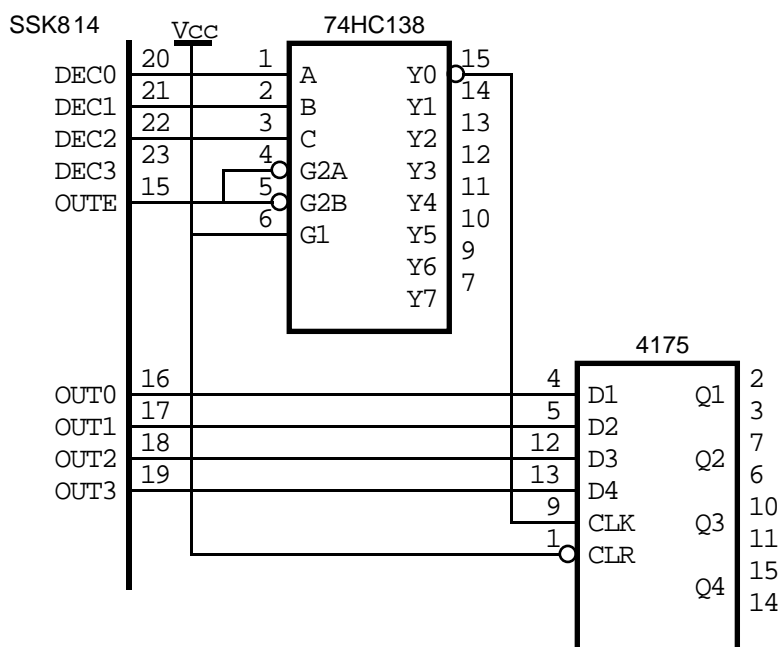 SSK814 Vcc 74HC138
DEC0 20 1 A Y0 15
DEC1 21 2 B Y1 14
DEC2 22 3 C Y2 13
DEC3 23 4 G2A Y3 12
OUTE 15 5 G2B Y4 11
6 G1 Y5 10
Y6 9
Y7 7
4175
OUT0 16 4 D1 Q1 2
OUT1 17 5 D2 3
OUT2 18 12 D3 Q2 7
OUT3 19 13 D4 6
9 CLK Q3 10
1 CLR 11
Q4 15
14